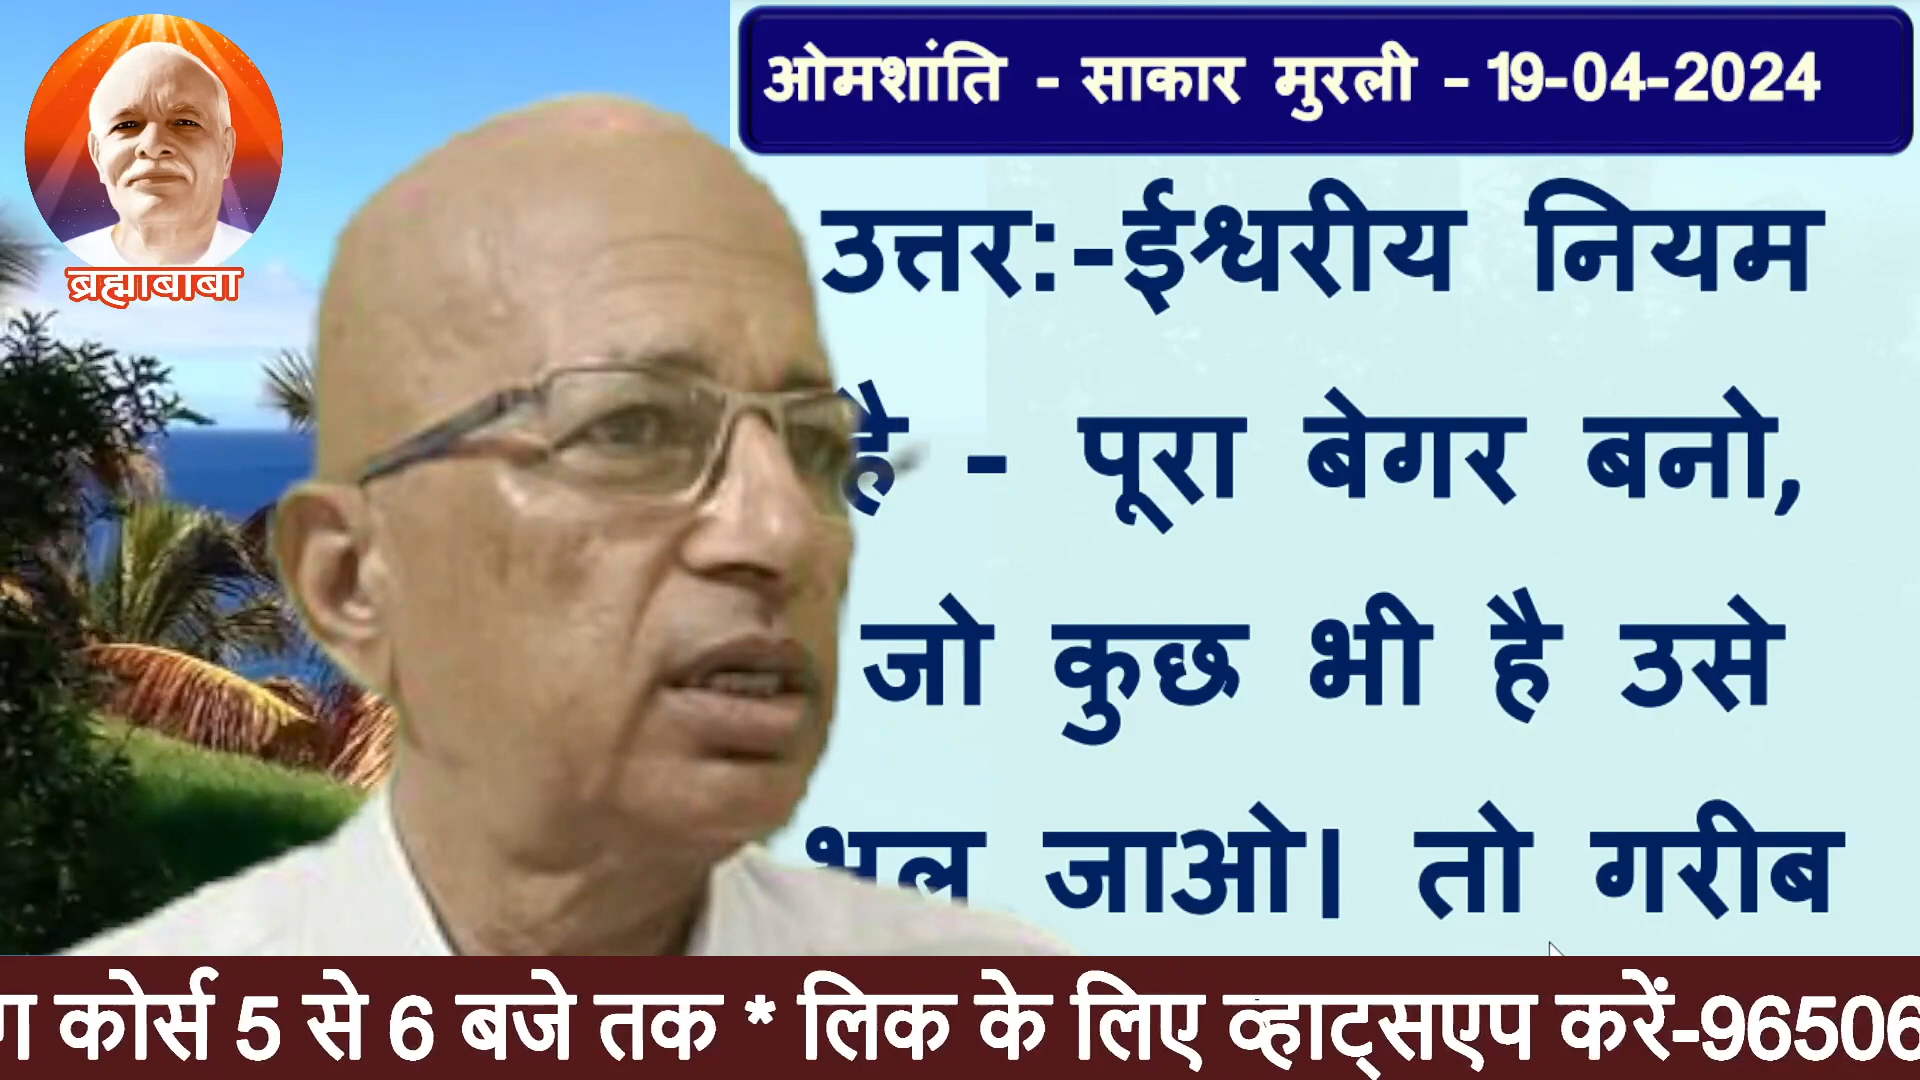 ब्रह्माबाबा
ओमशांति - साकार मुरली - 19-04-2024
उत्तर:-ईश्वरीय नियम
है - पूरा बेगर बनो,
जो कुछ भी है उसे
जाओ। तो गरीब
कोर्स 5 से 6 बजे तक * लिंक के लिए व्हाट्सएप करें-96506